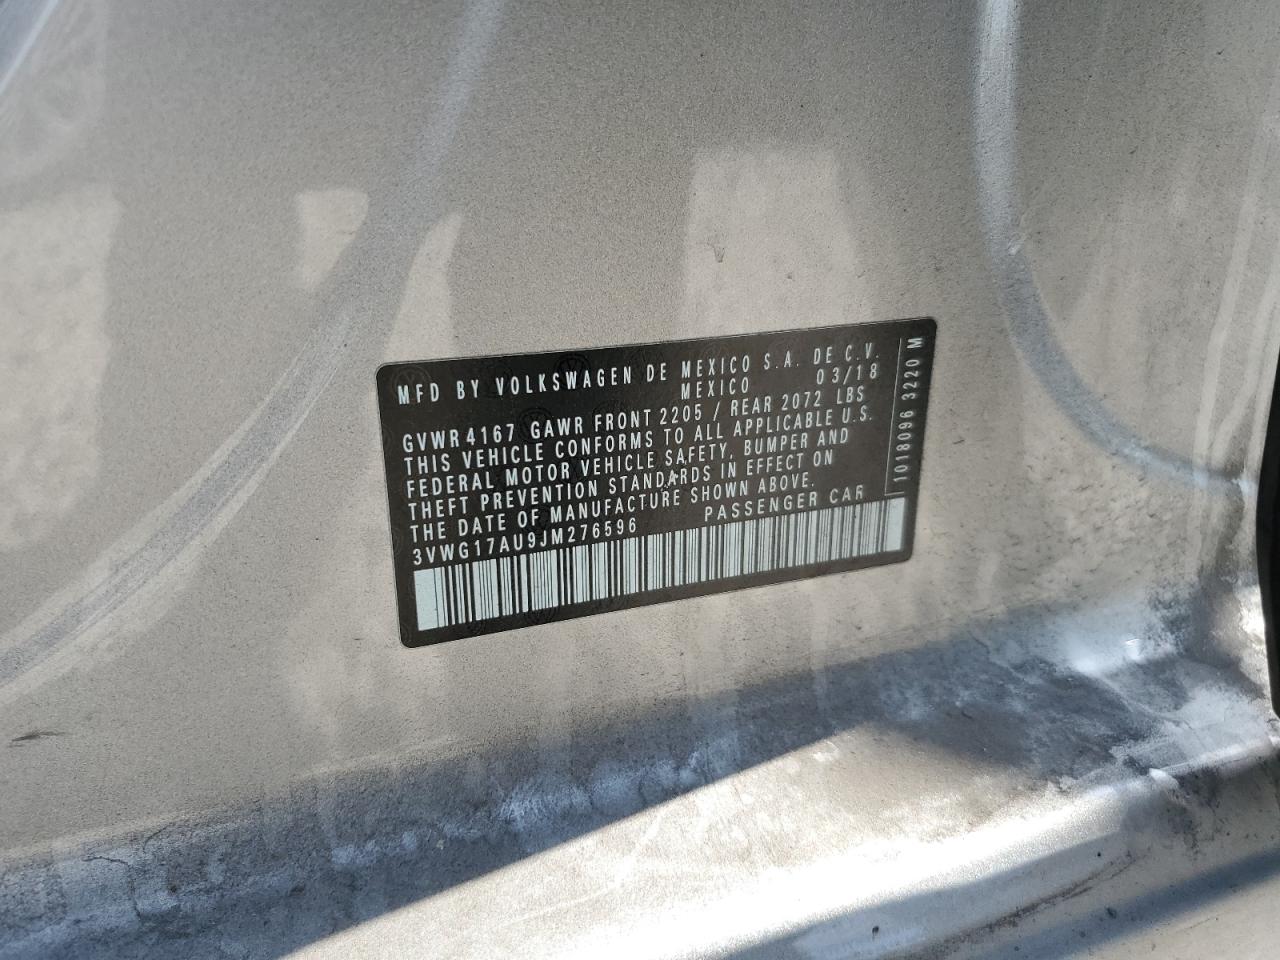 MFD BY VOLKSWAGEN DE MEXICO S.A. DE C.V.
MEXICO 03/18
GVWR 4167 GAWR FRONT 2205 / REAR 2072 LBS
THIS VEHICLE CONFORMS TO ALL APPLICABLE U.S.
FEDERAL MOTOR VEHICLE SAFETY, BUMPER AND
THEFT PREVENTION STANDARDS IN EFFECT ON
THE DATE OF MANUFACTURE SHOWN ABOVE.
3VWG17AU9JM276596 PASSENGER CAR
1018096 3220 M